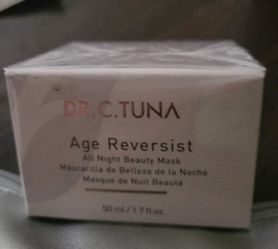 DR.C.TUNA
Age Reversist
All Night Beauty Mask
Máscarilla de Belleza de la Noche
Masque de Nuit Beauté
50 ml / 1.7 fl.oz.